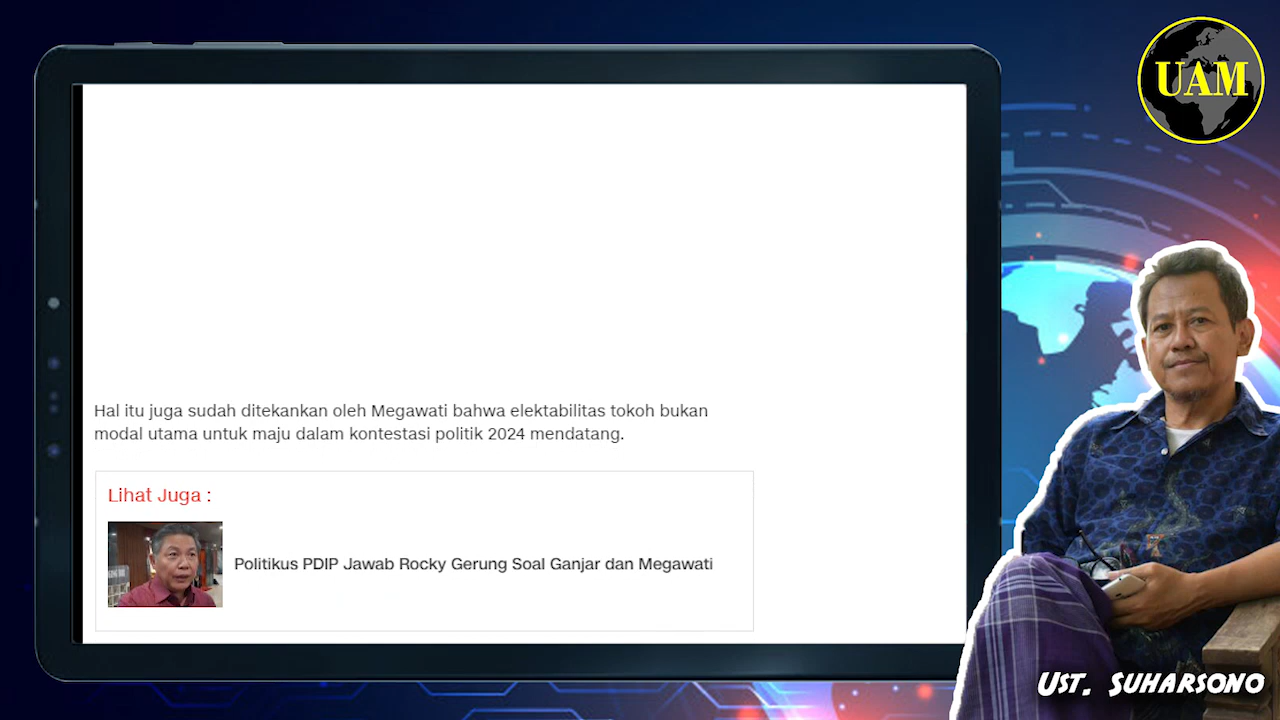 UAM
Hal itu juga sudah ditekankan oleh Megawati bahwa elektabilitas tokoh bukan
modal utama untuk maju dalam kontestasi politik 2024 mendatang.
Lihat Juga :
Politikus PDIP Jawab Rocky Gerung Soal Ganjar dan Megawati
Ust. Suharsono